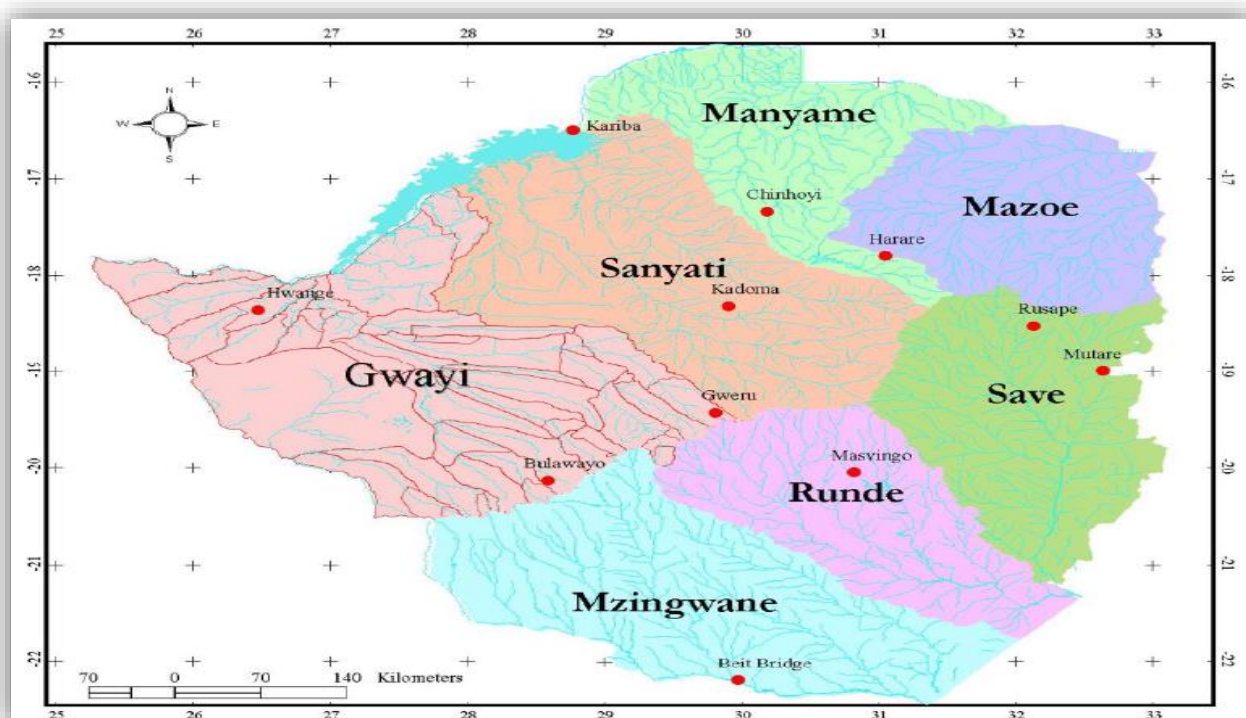 25 26 27 28 29 30 31 32 33
-16 -16
N
W E
S
Manyame
Kariba
-17 -17
Chinhoyi
Mazoe
Harare
-18 -18
Sanyati
Hwange
Kadoma
Rusape
Mutare
-19 -19
Gwayi
Save
Gweru
-20 -20
Bulawayo
Masvingo
Runde
-21 -21
Mzingwane
-22 -22
Beit Bridge
70 0 70 140 Kilometers
25 26 27 28 29 30 31 32 33